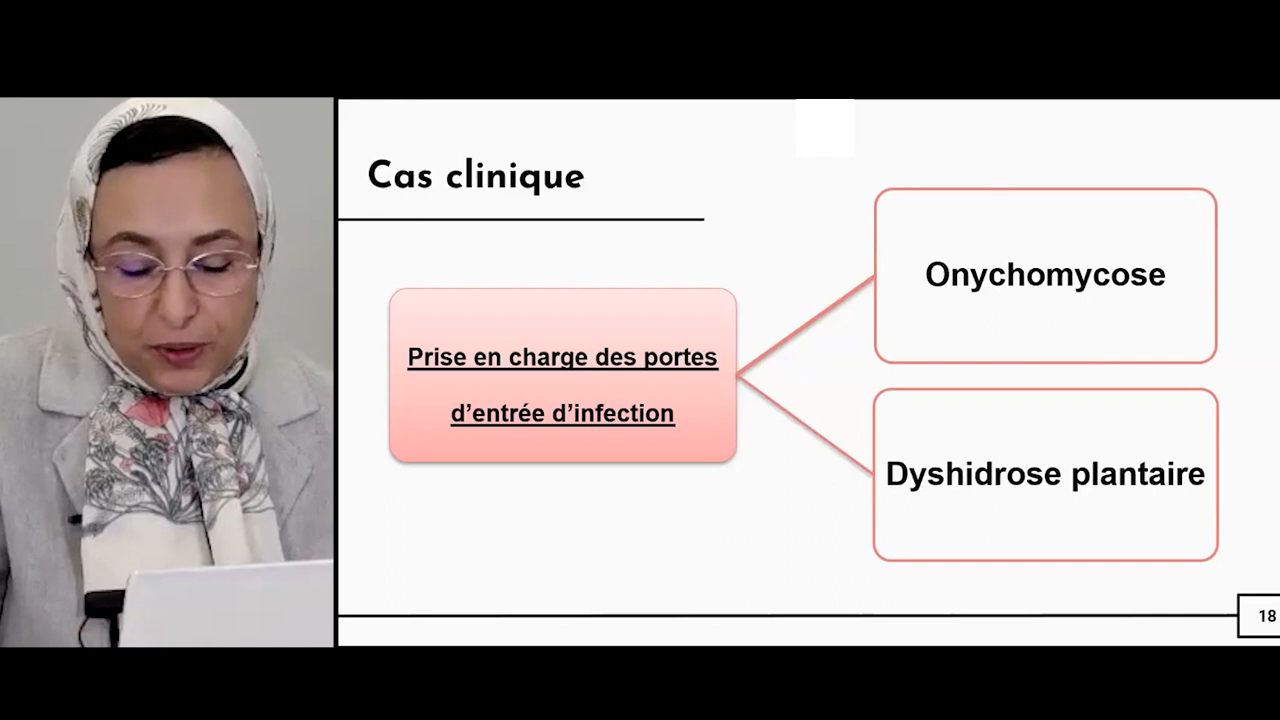 Cas clinique
Prise en charge des portes
d’entrée d’infection
Onychomycose
Dyshidrose plantaire
18